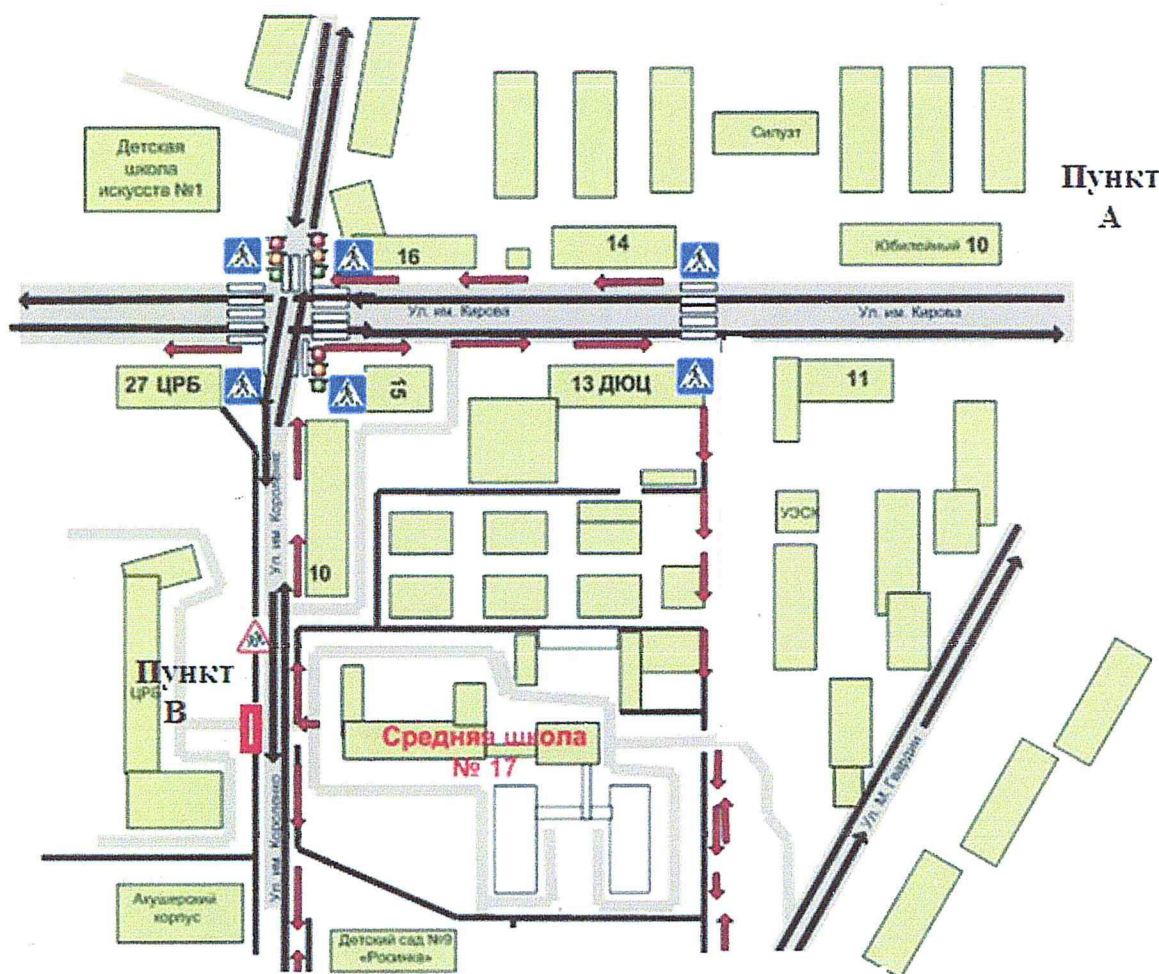 Детская
школа
искусств №1
Силуэт
Пункт
А
16
14
Юбилейный 10
Ул. им. Кирова
Ул. им. Кирова
27 ЦРБ
15
13 ДЮЦ
11
Ул. им. Короленко
10
УЭСК
Пункт
В
ЦРБ
Средняя школа
№ 17
Ул. М. Гвардии
Ул. им. Короленко
Акушерский
корпус
Детский сад №9
«Росинка»